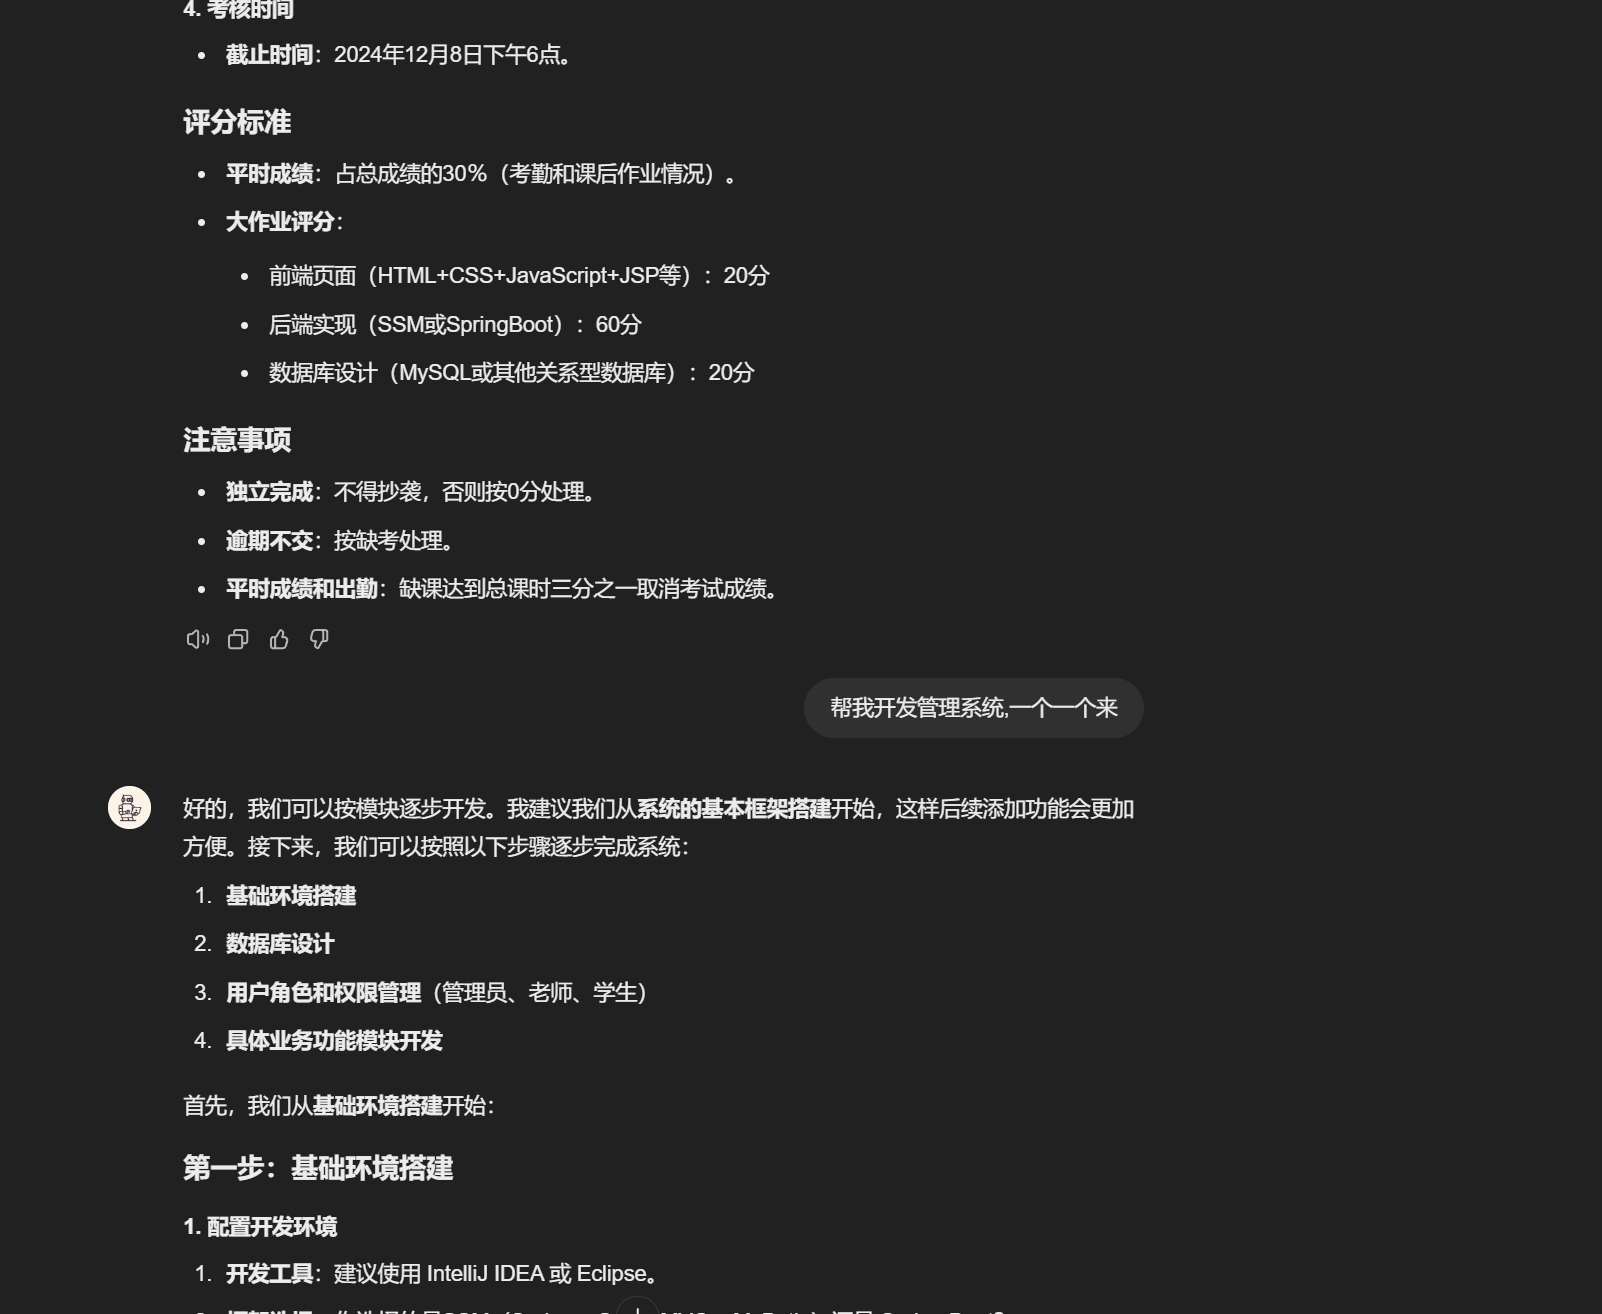 4. 考核时间
截止时间：2024年12月8日下午6点。
评分标准
平时成绩：占总成绩的30%（考勤和课后作业情况）。
大作业评分：
前端页面（HTML+CSS+JavaScript+JSP等）：20分
后端实现（SSM或SpringBoot）：60分
数据库设计（MySQL或其他关系型数据库）：20分
注意事项
独立完成：不得抄袭，否则按0分处理。
逾期不交：按缺考处理。
平时成绩和出勤：缺课达到总课时三分之一取消考试成绩。
帮我开发管理系统,一个一个来
好的，我们可以按模块逐步开发。我建议我们从系统的基本框架搭建开始，这样后续添加功能会更加
方便。接下来，我们可以按照以下步骤逐步完成系统：
1. 基础环境搭建
2. 数据库设计
3. 用户角色和权限管理（管理员、老师、学生）
4. 具体业务功能模块开发
首先，我们从基础环境搭建开始：
第一步：基础环境搭建
1. 配置开发环境
1. 开发工具：建议使用 IntelliJ IDEA 或 Eclipse。